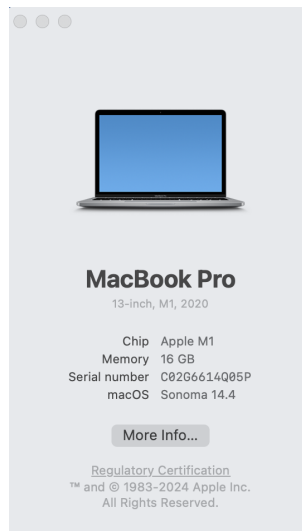 MacBook Pro
13-inch, M1, 2020
Chip Apple M1
Memory 16 GB
Serial number C02G6614Q05P
macOS Sonoma 14.4
More Info...
Regulatory Certification
™ and © 1983-2024 Apple Inc.
All Rights Reserved.